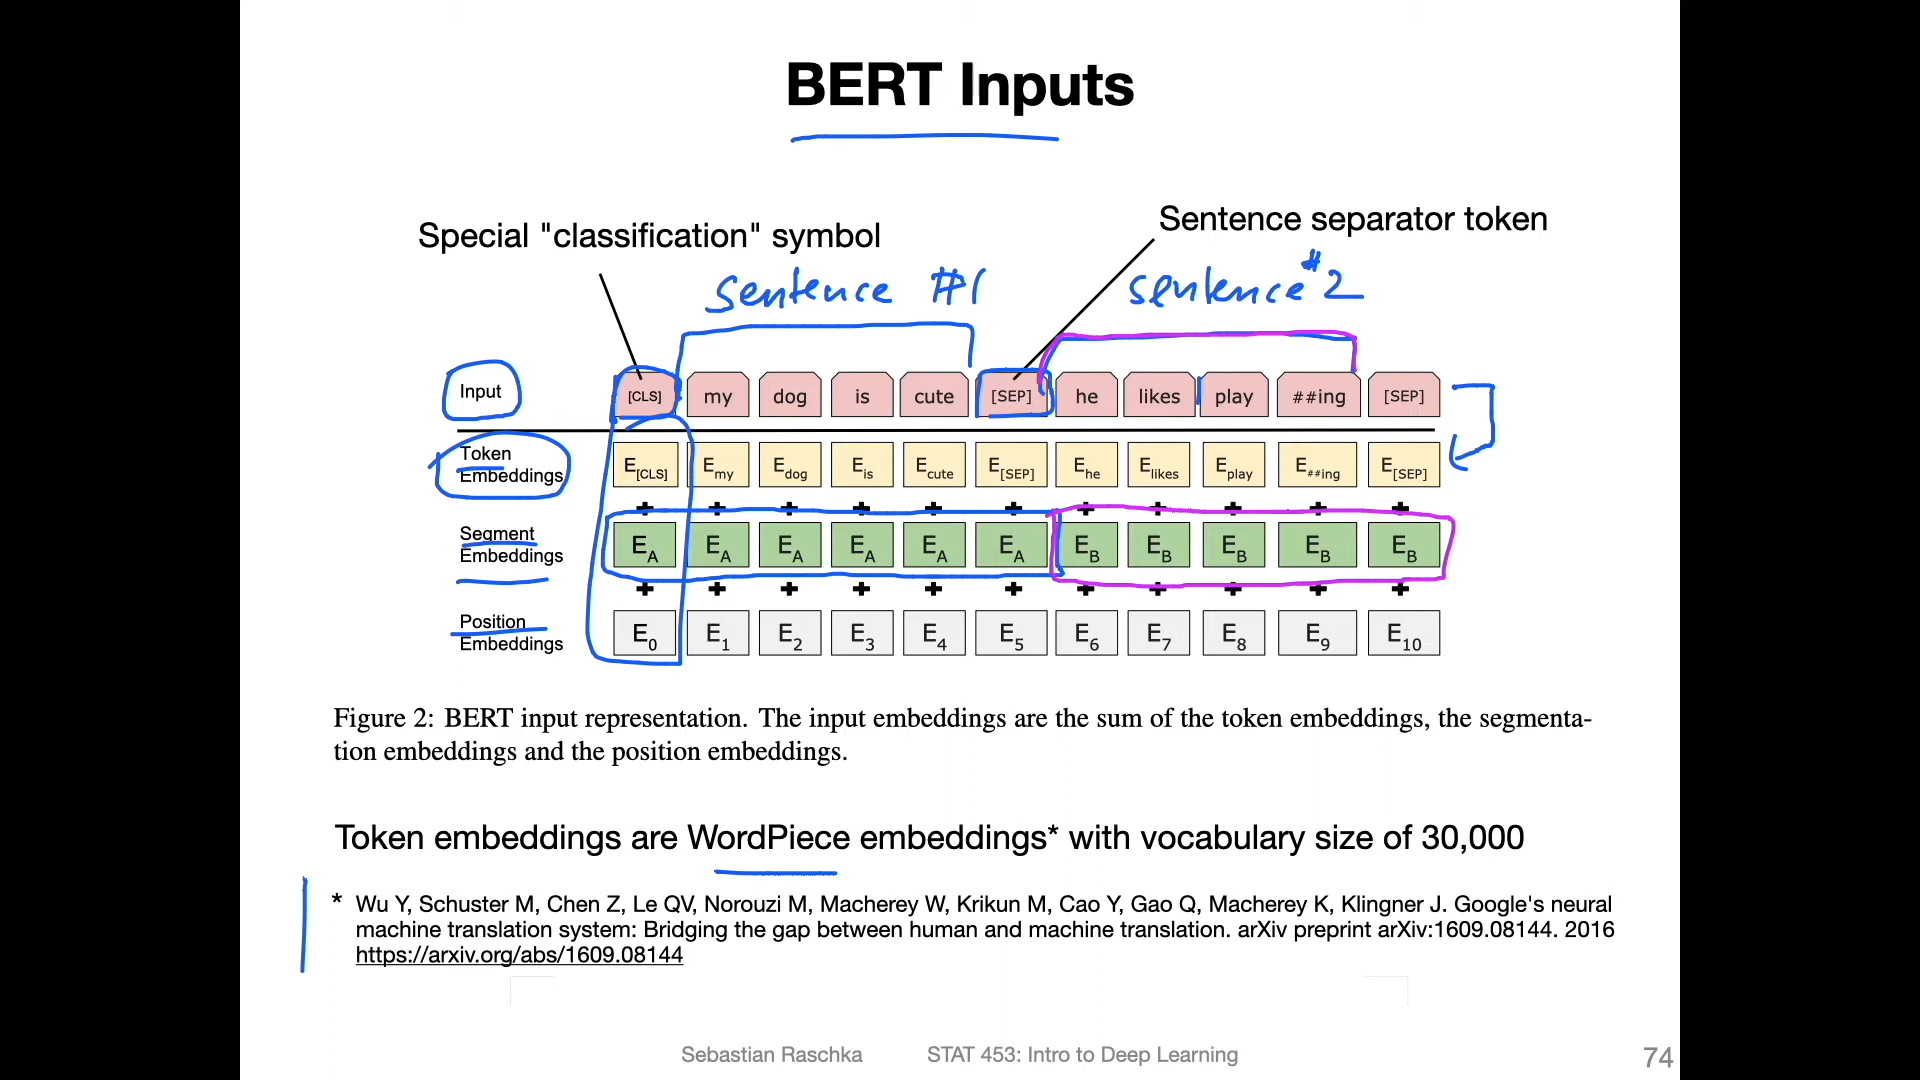 BERT Inputs
Special "classification" symbol
Sentence separator token
sentence #1
sentence #2
Input [CLS] my dog is cute [SEP] he likes play ##ing [SEP]
Token
Embeddings
E[CLS] Emy Edog Eis Ecute E[SEP] Ehe Elikes Eplay E##ing E[SEP]
+ + + + + + + + + + +
Segment
Embeddings
EA EA EA EA EA EA EB EB EB EB EB
+ + + + + + + + + + +
Position
Embeddings
E0 E1 E2 E3 E4 E5 E6 E7 E8 E9 E10
Figure 2: BERT input representation. The input embeddings are the sum of the token embeddings, the segmenta-
tion embeddings and the position embeddings.
Token embeddings are WordPiece embeddings* with vocabulary size of 30,000
* Wu Y, Schuster M, Chen Z, Le QV, Norouzi M, Macherey W, Krikun M, Cao Y, Gao Q, Macherey K, Klingner J. Google's neural
machine translation system: Bridging the gap between human and machine translation. arXiv preprint arXiv:1609.08144. 2016
https://arxiv.org/abs/1609.08144
Sebastian Raschka STAT 453: Intro to Deep Learning 74